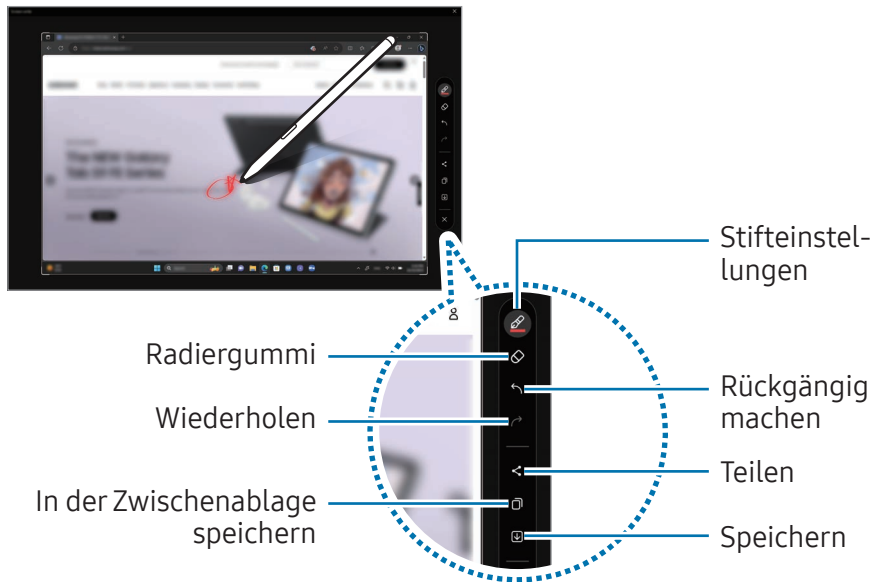 Stifteinstel-
lungen
Radiergummi
Rückgängig
machen
Wiederholen
Teilen
In der Zwischenablage
speichern
Speichern